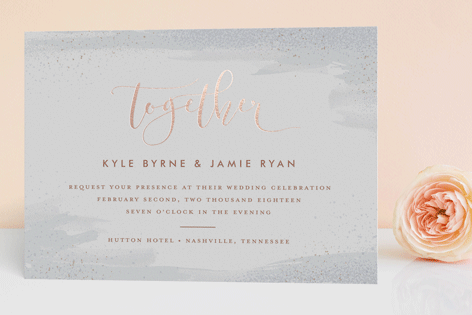 together
KYLE BYRNE & JAMIE RYAN
REQUEST YOUR PRESENCE AT THEIR WEDDING CELEBRATION
FEBRUARY SECOND, TWO THOUSAND EIGHTEEN
SEVEN O'CLOCK IN THE EVENING
HUTTON HOTEL • NASHVILLE, TENNESSEE